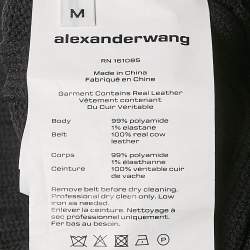 M
alexanderwang
RN 161085
Made in China
Fabriqué en Chine
Garment Contains Real Leather
Vêtement contenant
Du Cuir Véritable
Body 99% polyamide
1% elastane
Belt 100% real cow
leather
Corps 99% polyamide
1% élasthanne
Ceinture 100% véritable cuir
de vache
Remove belt before dry cleaning.
Professional dry clean only. Low
iron as needed.
Enlever la ceinture. Nettoyage à
sec professionnel uniquement.
Fer bas au besoin.